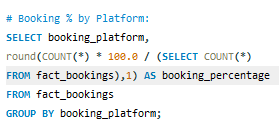 # Booking % by Platform:
SELECT booking_platform,
round(COUNT(*) * 100.0 / (SELECT COUNT(*)
FROM fact_bookings),1) AS booking_percentage
FROM fact_bookings
GROUP BY booking_platform;